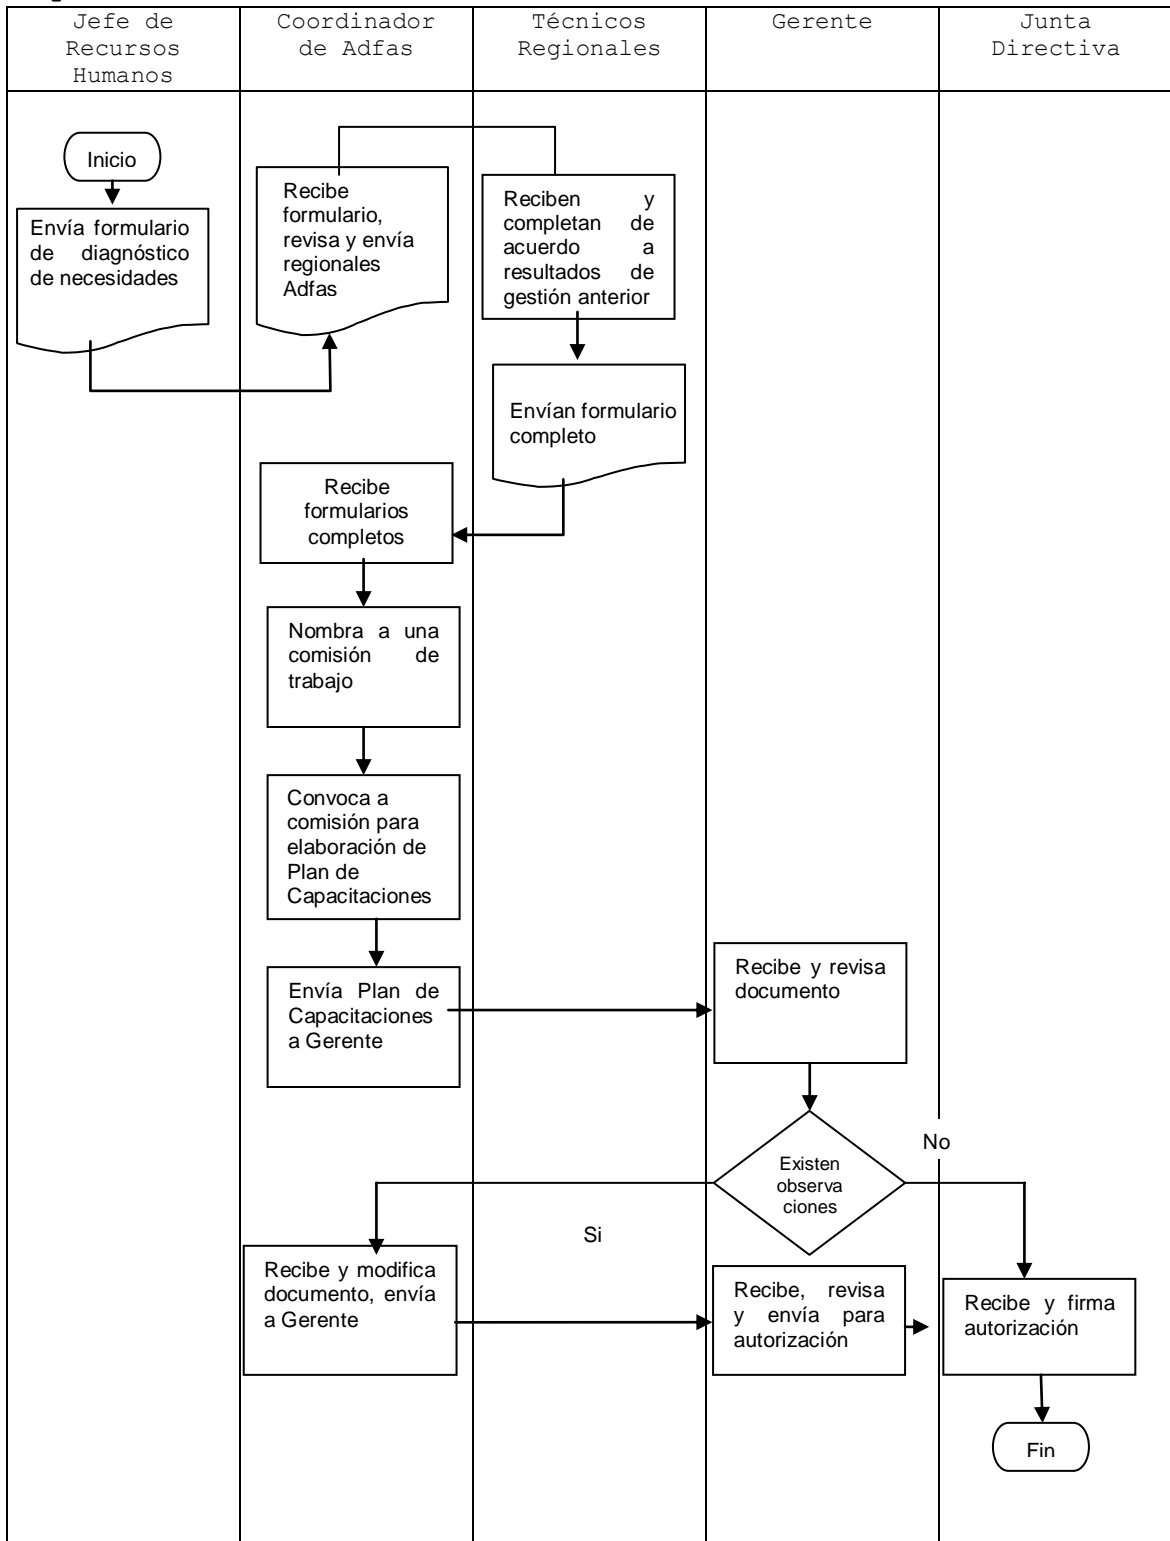 Jefe de
Recursos
Humanos
Coordinador
de Adfas
Técnicos
Regionales
Gerente
Junta
Directiva
Inicio
Envía formulario
de diagnóstico
de necesidades
Recibe
formulario,
revisa y envía
regionales
Adfas
Reciben y
completan de
acuerdo a
resultados de
gestión anterior
Envían formulario
completo
Recibe
formularios
completos
Nombra a una
comisión de
trabajo
Convoca a
comisión para
elaboración de
Plan de
Capacitaciones
Envía Plan de
Capacitaciones
a Gerente
Recibe y revisa
documento
Existen
observa
ciones
No
Si
Recibe y modifica
documento, envía
a Gerente
Recibe, revisa
y envía para
autorización
Recibe y firma
autorización
Fin